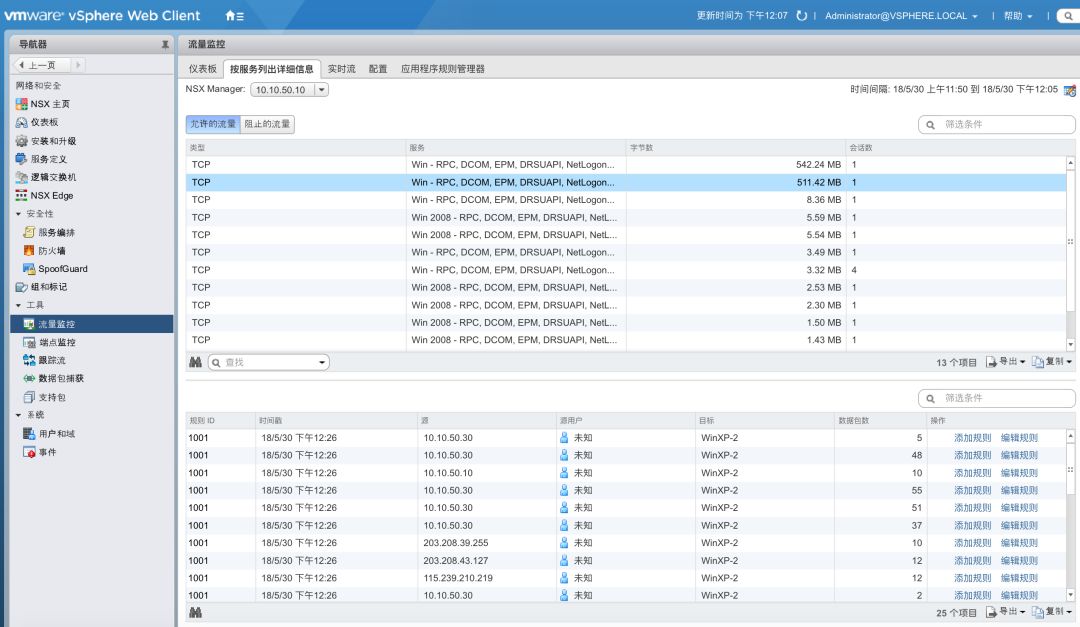 vmware® vSphere Web Client
更新时间为 下午12:07 | Administrator@VSPHERE.LOCAL | 帮助 |
导航器
上一页
网络和安全
NSX 主页
仪表板
安装和升级
服务定义
逻辑交换机
NSX Edge
安全性
服务编排
防火墙
SpoofGuard
组和标记
工具
流量监控
端点监控
跟踪流
数据包捕获
支持包
系统
用户和域
事件
流量监控
仪表板 按服务列出详细信息 实时流 配置 应用程序规则管理器
NSX Manager: 10.10.50.10 时间间隔: 18/5/30 上午11:50 到 18/5/30 下午12:05
允许的流量 阻止的流量 筛选条件
类型 服务 字节数 会话数
TCP Win - RPC, DCOM, EPM, DRSUAPI, NetLogon... 542.24 MB 1
TCP Win - RPC, DCOM, EPM, DRSUAPI, NetLogon... 511.42 MB 1
TCP Win - RPC, DCOM, EPM, DRSUAPI, NetLogon... 8.36 MB 1
TCP Win 2008 - RPC, DCOM, EPM, DRSUAPI, NetL... 5.59 MB 1
TCP Win 2008 - RPC, DCOM, EPM, DRSUAPI, NetL... 5.54 MB 1
TCP Win - RPC, DCOM, EPM, DRSUAPI, NetLogon... 3.49 MB 1
TCP Win - RPC, DCOM, EPM, DRSUAPI, NetLogon... 3.32 MB 4
TCP Win 2008 - RPC, DCOM, EPM, DRSUAPI, NetL... 2.53 MB 1
TCP Win 2008 - RPC, DCOM, EPM, DRSUAPI, NetL... 2.30 MB 1
TCP Win 2008 - RPC, DCOM, EPM, DRSUAPI, NetL... 1.50 MB 1
TCP Win 2008 - RPC, DCOM, EPM, DRSUAPI, NetL... 1.43 MB 1
查找 13 个项目 导出 复制
筛选条件
规则 ID 时间戳 源 源用户 目标 数据包数 操作
1001 18/5/30 下午12:26 10.10.50.30 未知 WinXP-2 5 添加规则 编辑规则
1001 18/5/30 下午12:26 10.10.50.30 未知 WinXP-2 48 添加规则 编辑规则
1001 18/5/30 下午12:26 10.10.50.10 未知 WinXP-2 10 添加规则 编辑规则
1001 18/5/30 下午12:26 10.10.50.30 未知 WinXP-2 55 添加规则 编辑规则
1001 18/5/30 下午12:26 10.10.50.30 未知 WinXP-2 51 添加规则 编辑规则
1001 18/5/30 下午12:26 10.10.50.30 未知 WinXP-2 37 添加规则 编辑规则
1001 18/5/30 下午12:26 203.208.39.255 未知 WinXP-2 10 添加规则 编辑规则
1001 18/5/30 下午12:26 203.208.43.127 未知 WinXP-2 12 添加规则 编辑规则
1001 18/5/30 下午12:26 115.239.210.219 未知 WinXP-2 12 添加规则 编辑规则
1001 18/5/30 下午12:26 10.10.50.30 未知 WinXP-2 2 添加规则 编辑规则
25 个项目 导出 复制